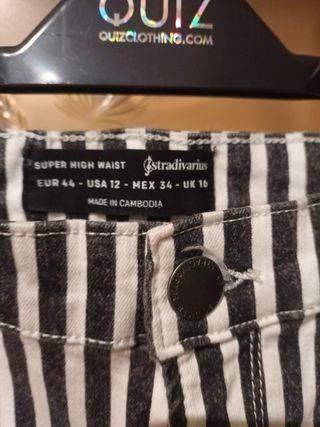 QUIZ
QUIZCLOTHING.COM
SUPER HIGH WAIST stradivarius
EUR 44 - USA 12 - MEX 34 - UK 16
MADE IN CAMBODIA